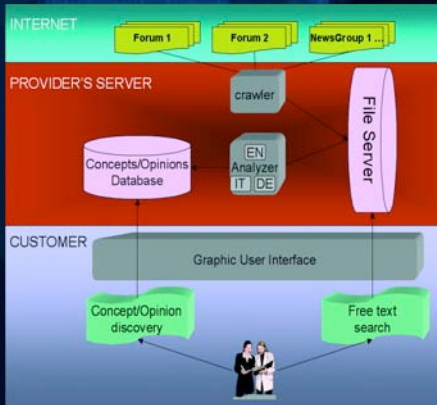 INTERNET
Forum 1
Forum 2
NewsGroup 1 ...
PROVIDER'S SERVER
crawler
File Server
Concepts/Opinions
Database
EN
Analyzer
IT DE
CUSTOMER
Graphic User Interface
Concept/Opinion
discovery
Free text
search